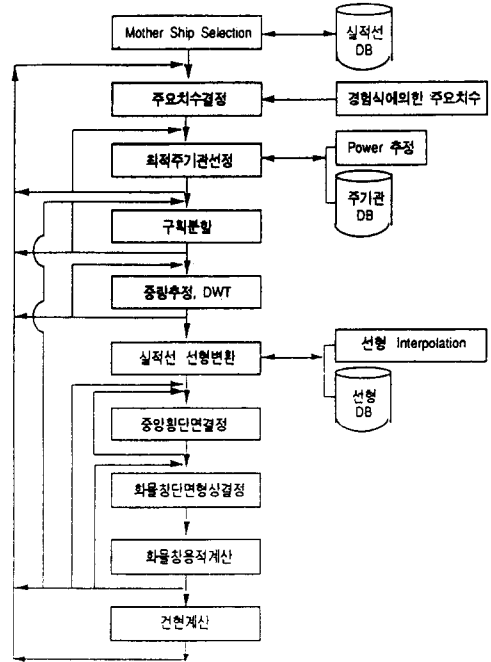 Mother Ship Selection
실적선
DB
주요치수결정
경험식에의한 주요치수
최적주기관선정
Power 추정
주기관
DB
구획분할
중량추정, DWT
실적선 선형변환
선형 Interpolation
선형
DB
중앙횡단면결정
화물창단면형상결정
화물창용적계산
건현계산